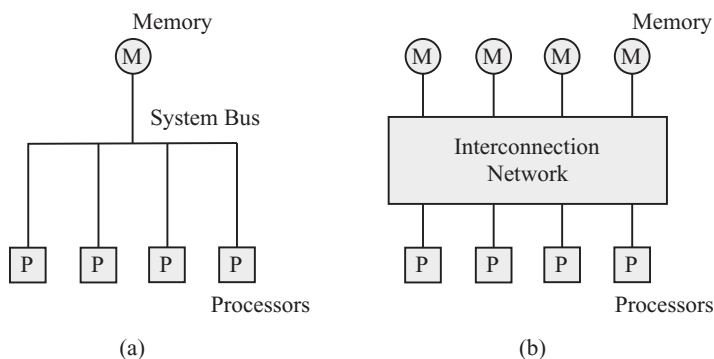 Memory
M
System Bus
P P P P
Processors
(a)
Memory
M M M M
Interconnection
Network
P P P P
Processors
(b)